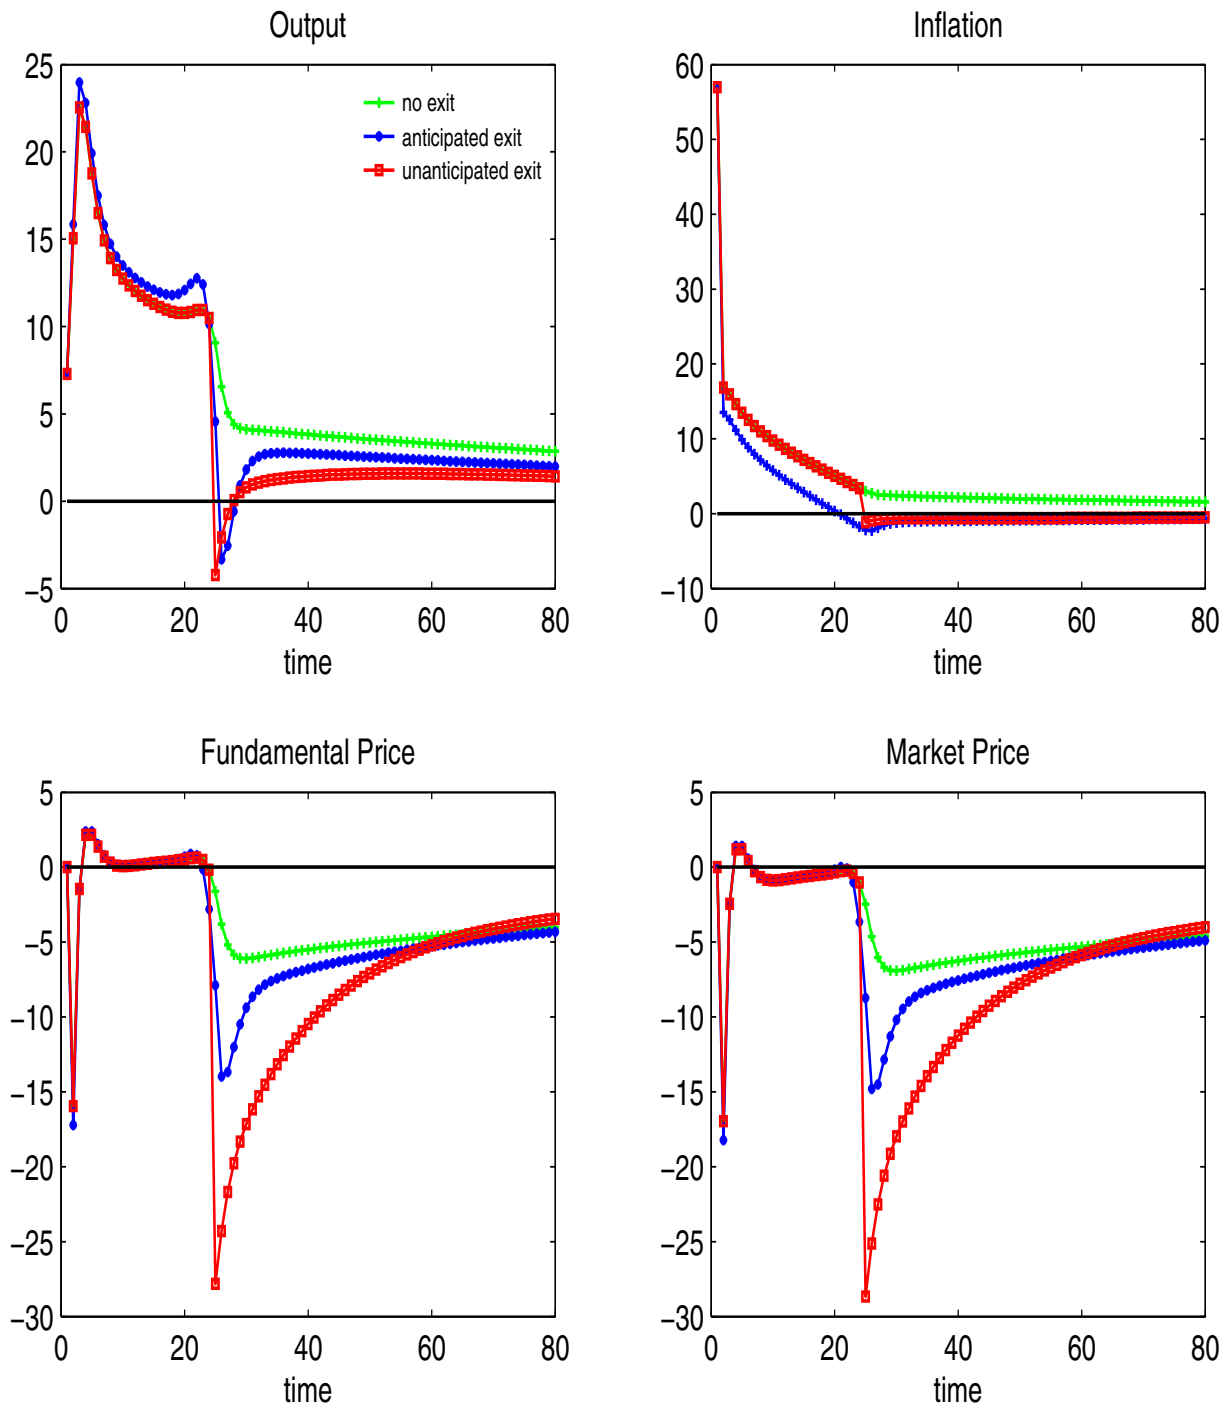 Output
25
20
15
10
5
0
−5
0 20 40 60 80
time
no exit
anticipated exit
unanticipated exit
Inflation
60
50
40
30
20
10
0
−10
0 20 40 60 80
time
Fundamental Price
5
0
−5
−10
−15
−20
−25
−30
0 20 40 60 80
time
Market Price
5
0
−5
−10
−15
−20
−25
−30
0 20 40 60 80
time